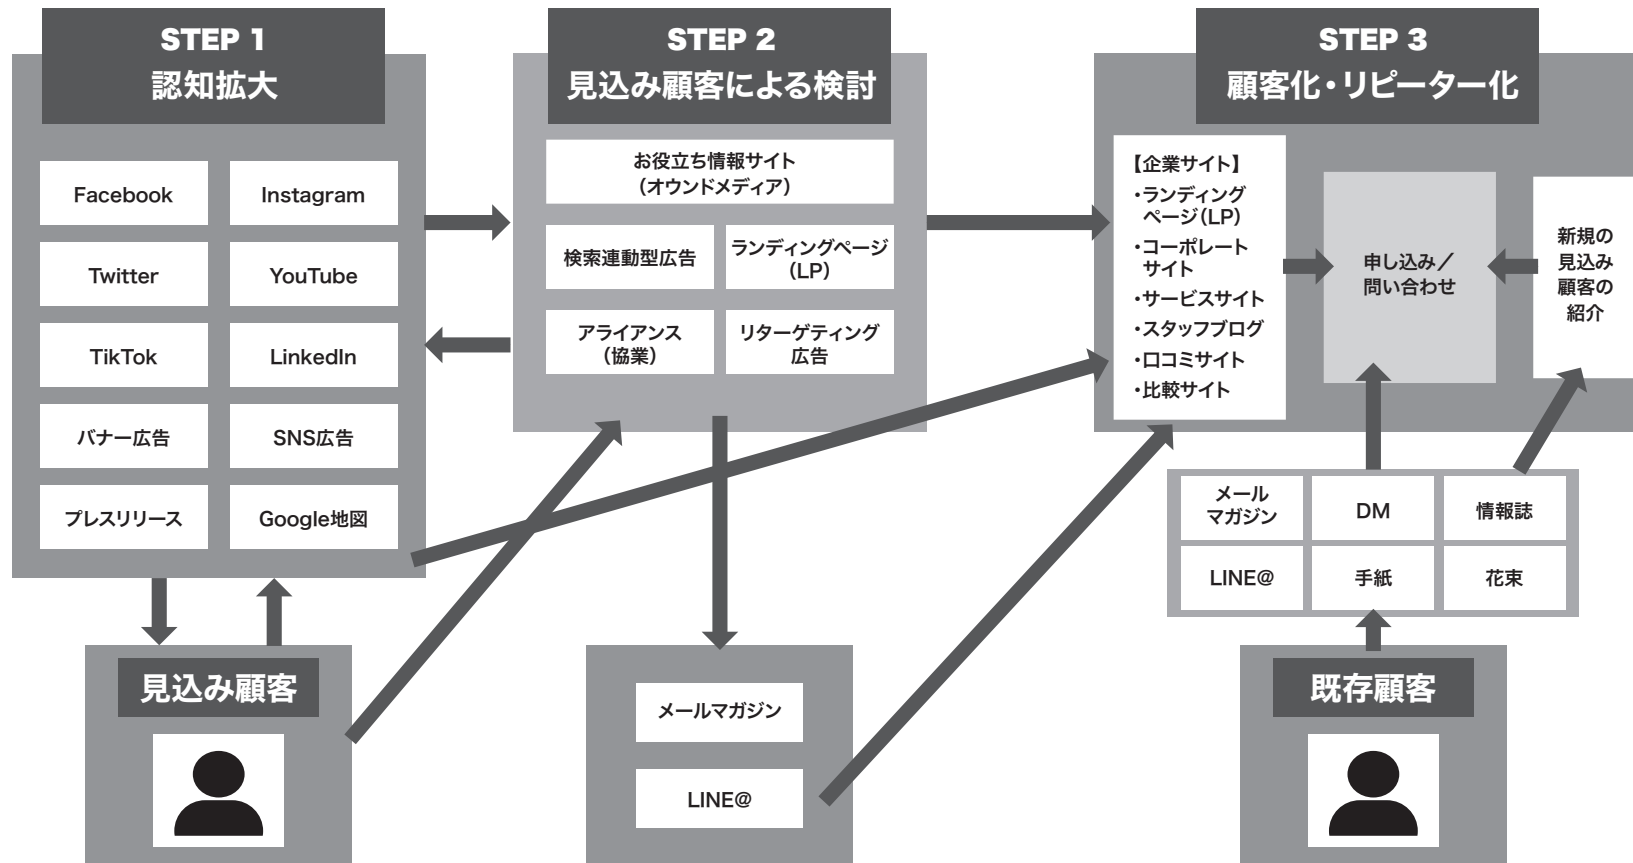 STEP 1
認知拡大
Facebook
Instagram
Twitter
YouTube
TikTok
LinkedIn
バナー広告
SNS広告
プレスリリース
Google地図
見込み顧客
STEP 2
見込み顧客による検討
お役立ち情報サイト
（オウンドメディア）
検索連動型広告
ランディングページ
（LP）
アライアンス
（協業）
リターゲティング
広告
メールマガジン
LINE@
STEP 3
顧客化・リピーター化
【企業サイト】
・ランディング
ページ（LP）
・コーポレート
サイト
・サービスサイト
・スタッフブログ
・口コミサイト
・比較サイト
申し込み／
問い合わせ
新規の
見込み
顧客の
紹介
メール
マガジン
DM
情報誌
LINE@
手紙
花束
既存顧客